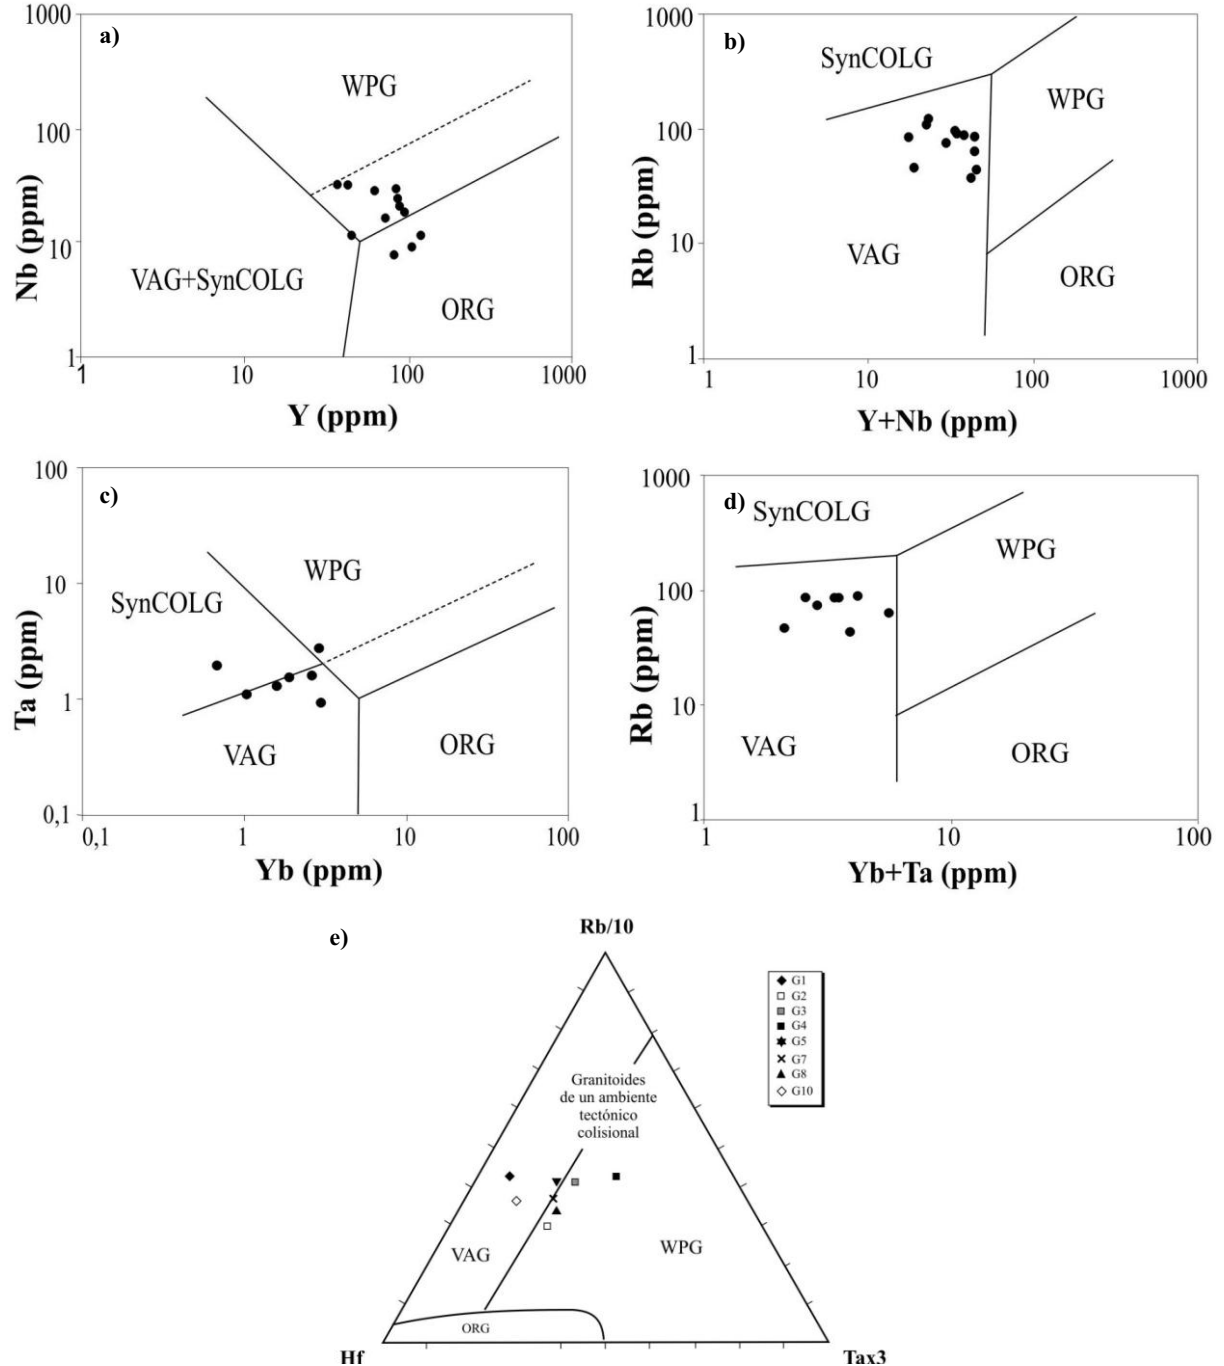 a)
1000
100
10
1
Nb (ppm)
WPG
VAG+SynCOLG
ORG
1
10
100
1000
Y (ppm)
b)
1000
100
10
1
Rb (ppm)
SynCOLG
WPG
VAG
ORG
1
10
100
1000
Y+Nb (ppm)
c)
100
10
1
0,1
Ta (ppm)
WPG
SynCOLG
VAG
ORG
0,1
1
10
100
Yb (ppm)
d)
1000
100
10
1
Rb (ppm)
SynCOLG
WPG
VAG
ORG
1
10
100
Yb+Ta (ppm)
e)
Rb/10
Granitoides
de un ambiente
tectónico
colisional
VAG
WPG
ORG
Hf
Tax3
G1
G2
G3
G4
G5
G7
G8
G10